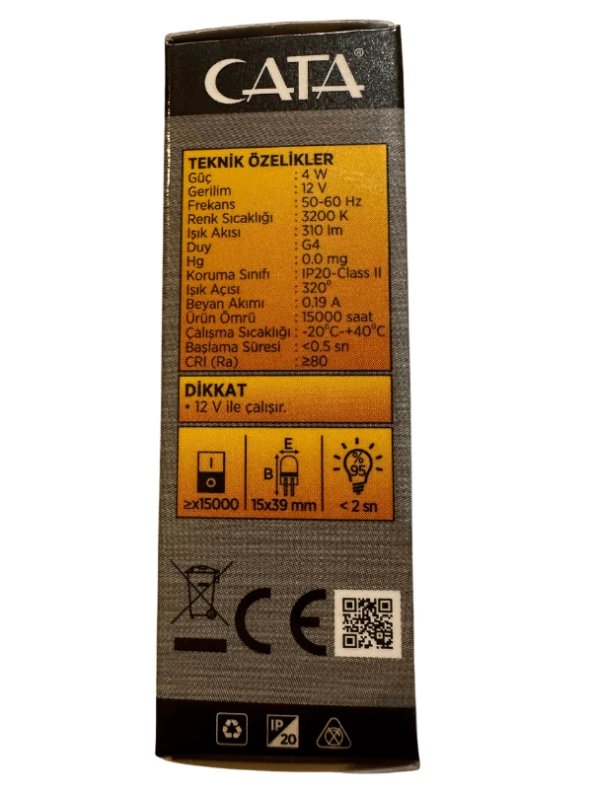 CATA®
TEKNİK ÖZELİKLER
Güç : 4 W
Gerilim : 12 V
Frekans : 50-60 Hz
Renk Sıcaklığı : 3200 K
Işık Akısı : 310 lm
Duy : G4
Hg : 0.0 mg
Koruma Sınıfı : IP20-Class II
Işık Açısı : 320°
Beyan Akımı : 0.19 A
Ürün Ömrü : 15000 saat
Çalışma Sıcaklığı : -20°C-+40°C
Başlama Süresi : <0.5 sn
CRI (Ra) : ≥80
DİKKAT
• 12 V ile çalışır.
I
O
E
B
%
95
≥x15000
15x39 mm
< 2 sn
CE
IP
20